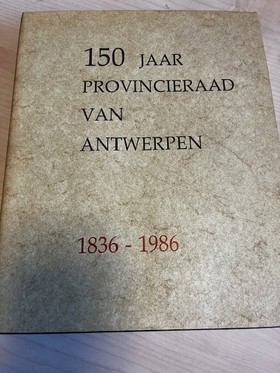 150 JAAR
PROVINCIERAAD
VAN
ANTWERPEN
1836 - 1986